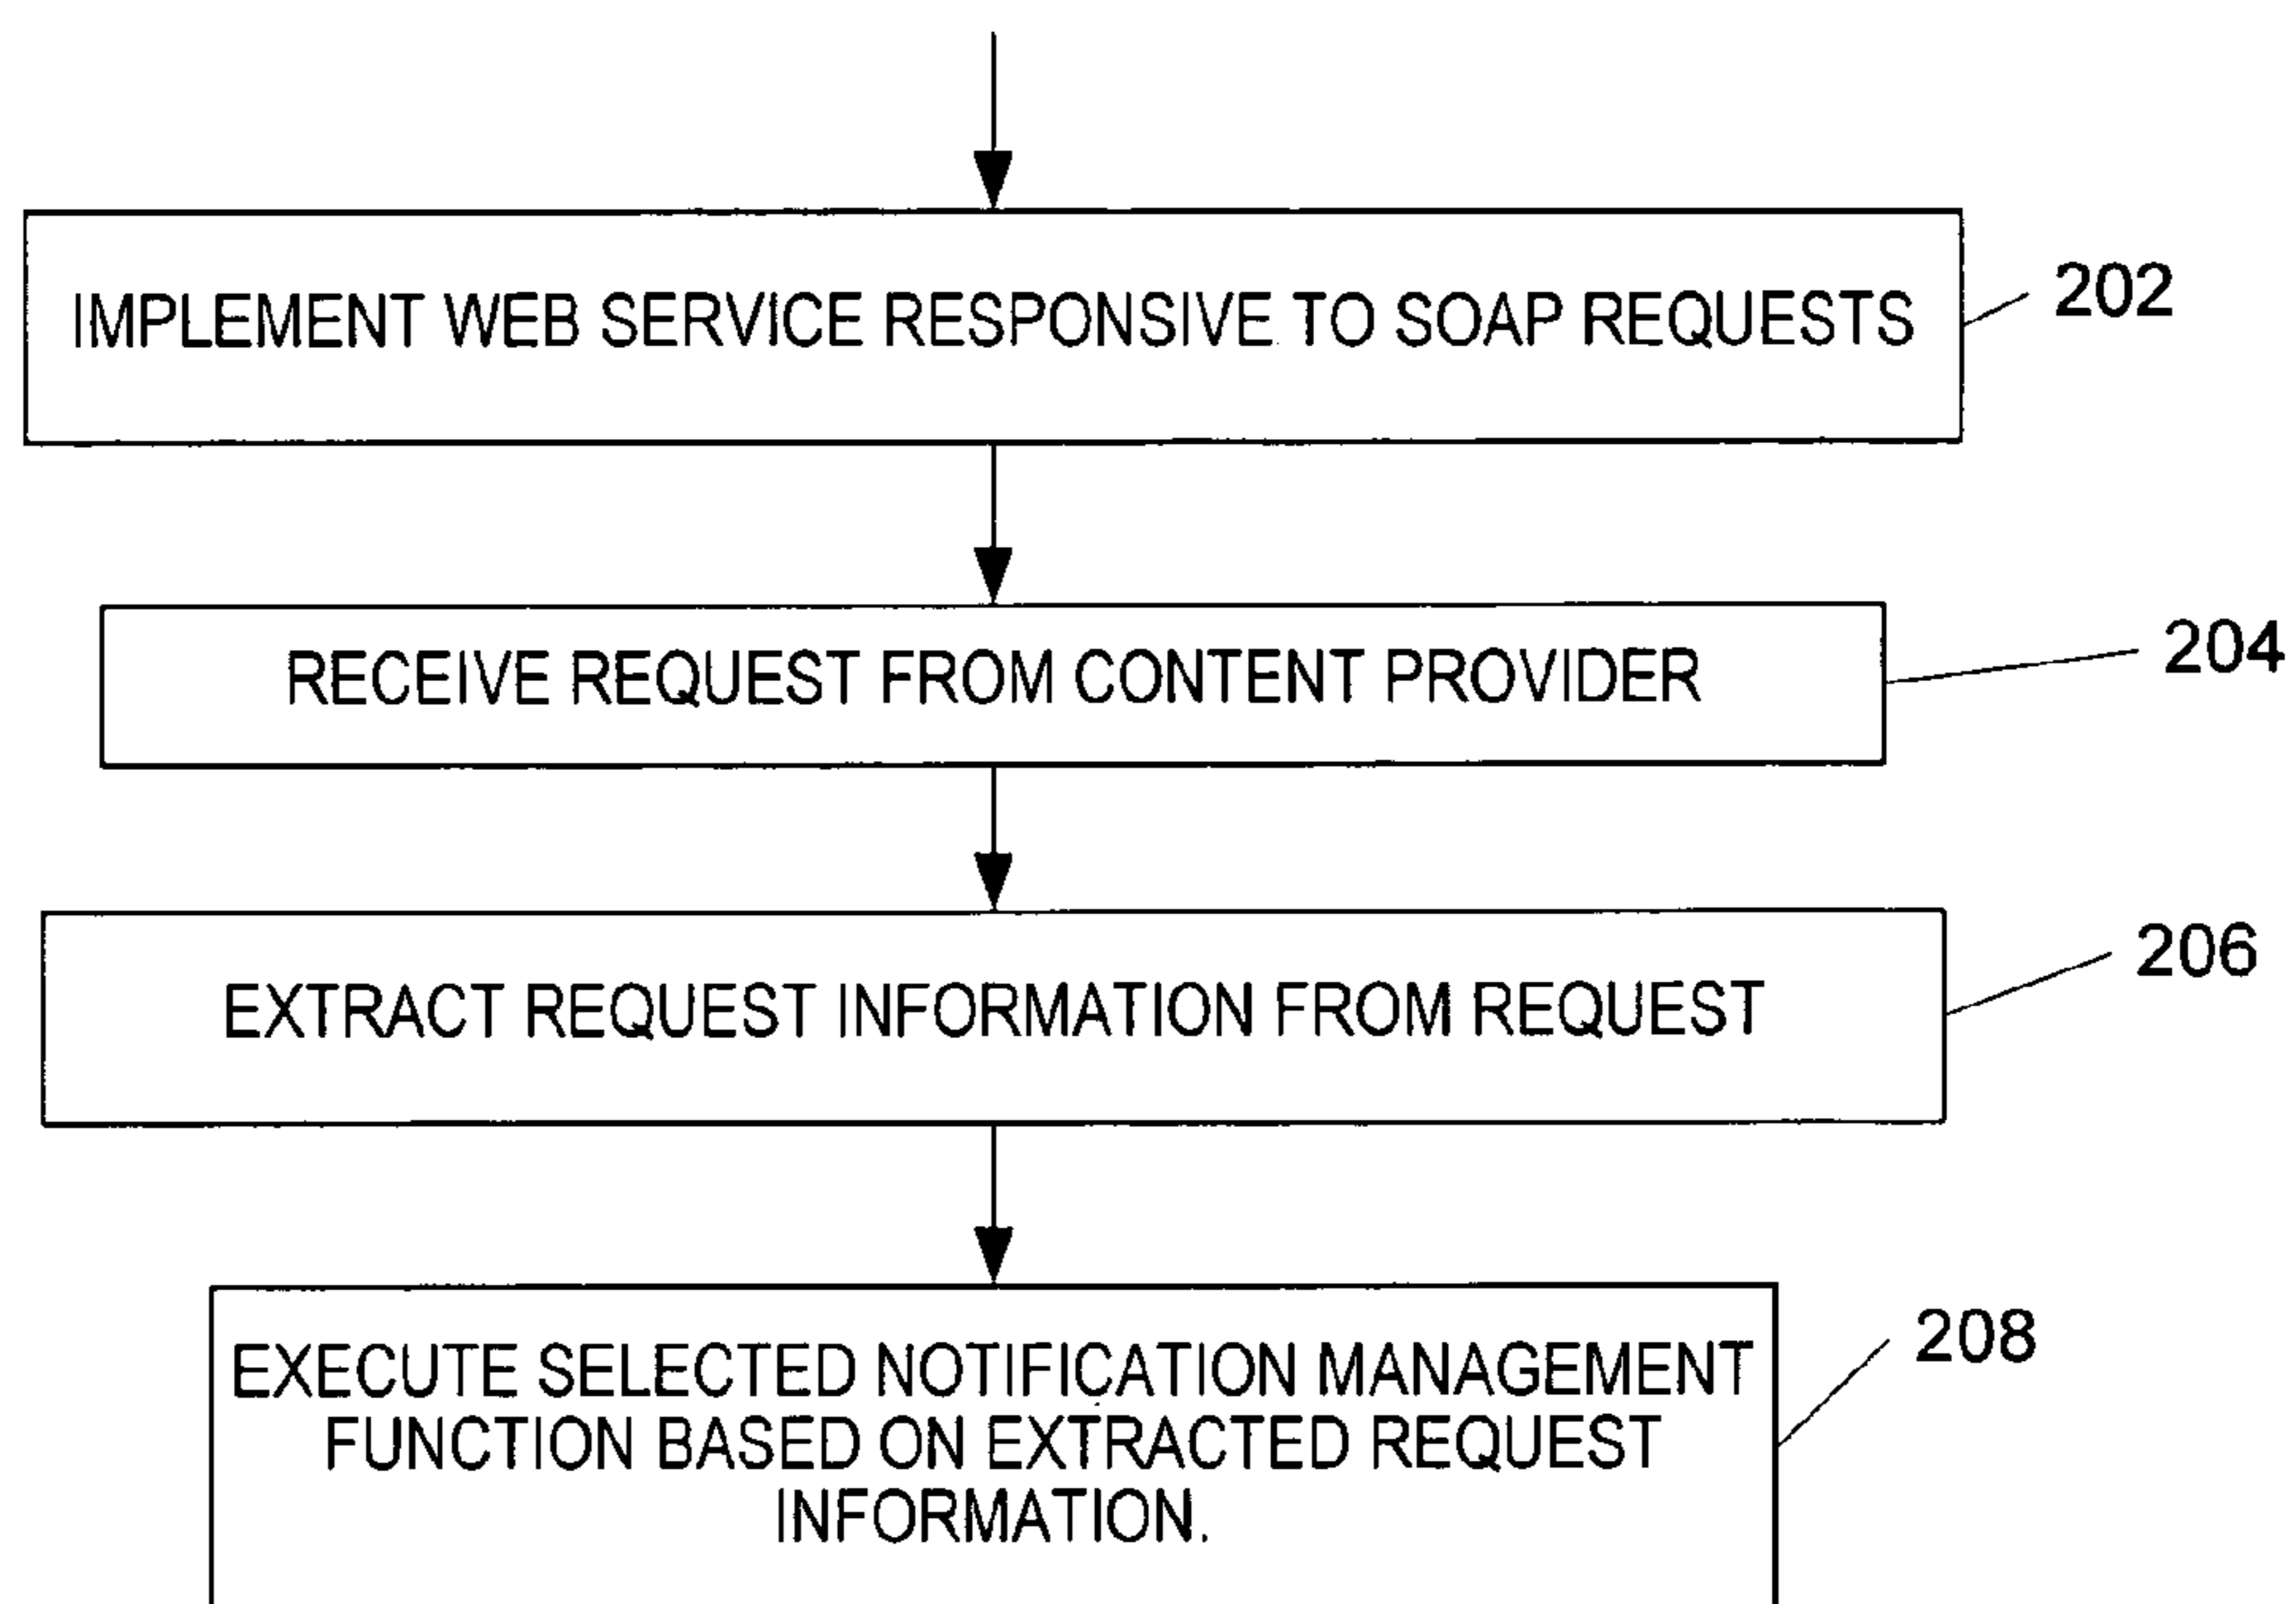 IMPLEMENT WEB SERVICE RESPONSIVE TO SOAP REQUESTS
202
RECEIVE REQUEST FROM CONTENT PROVIDER
204
EXTRACT REQUEST INFORMATION FROM REQUEST
206
EXECUTE SELECTED NOTIFICATION MANAGEMENT
FUNCTION BASED ON EXTRACTED REQUEST
INFORMATION.
208